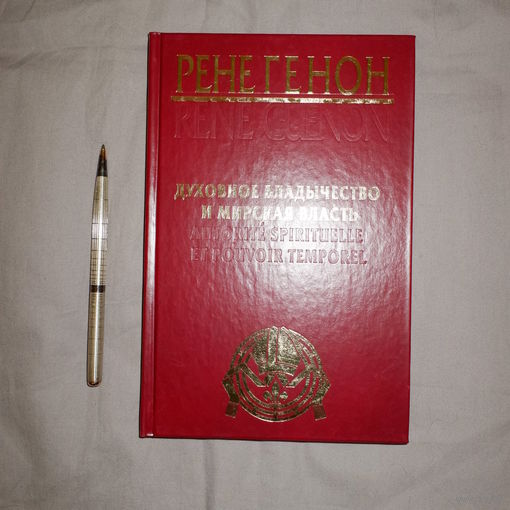 РЕНЕ ГЕНОН
RENÉ GUÉNON
ДУХОВНОЕ ВЛАДЫЧЕСТВО
И МИРСКАЯ ВЛАСТЬ
AUTORITÉ SPIRITUELLE
ET POUVOIR TEMPOREL